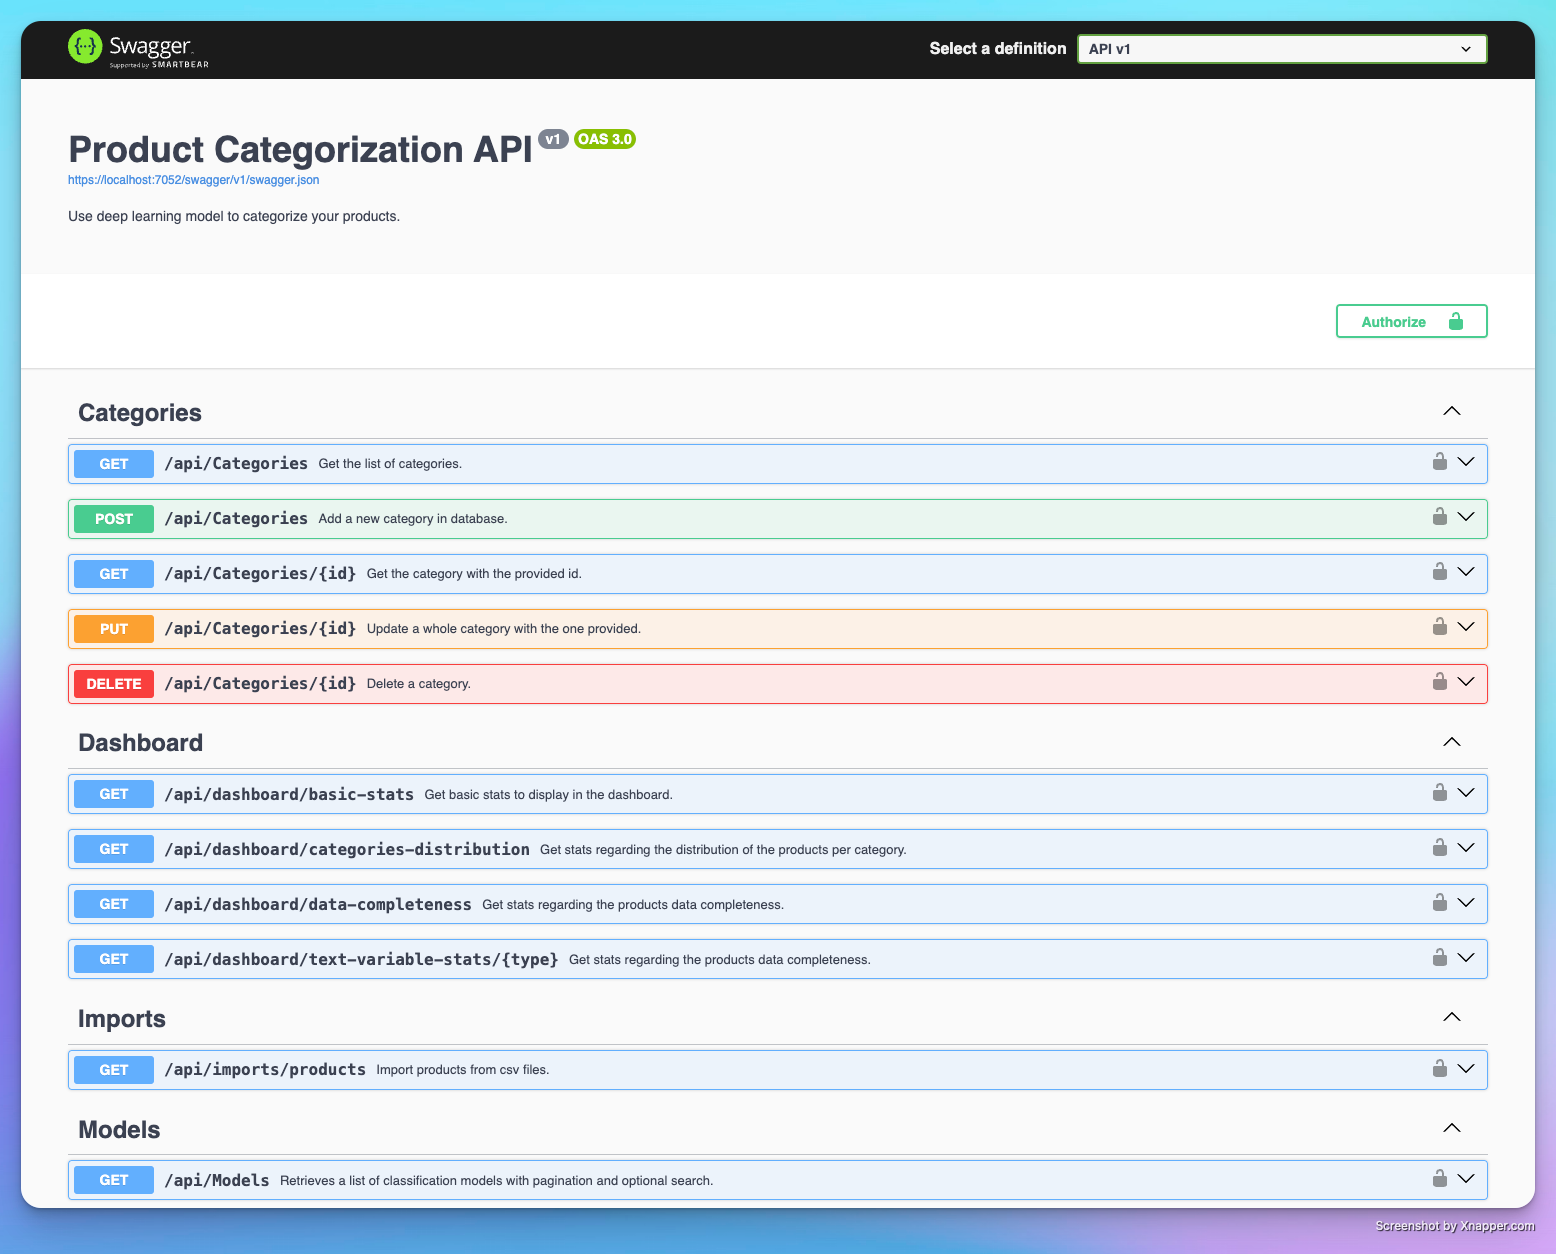 Swagger.
Supported by SMARTBEAR
Select a definition
API v1
Product Categorization API v1 OAS 3.0
https://localhost:7052/swagger/v1/swagger.json
Use deep learning model to categorize your products.
Authorize
Categories
GET /api/Categories Get the list of categories.
POST /api/Categories Add a new category in database.
GET /api/Categories/{id} Get the category with the provided id.
PUT /api/Categories/{id} Update a whole category with the one provided.
DELETE /api/Categories/{id} Delete a category.
Dashboard
GET /api/dashboard/basic-stats Get basic stats to display in the dashboard.
GET /api/dashboard/categories-distribution Get stats regarding the distribution of the products per category.
GET /api/dashboard/data-completeness Get stats regarding the products data completeness.
GET /api/dashboard/text-variable-stats/{type} Get stats regarding the products data completeness.
Imports
GET /api/imports/products Import products from csv files.
Models
GET /api/Models Retrieves a list of classification models with pagination and optional search.
Screenshot by Xnapper.com